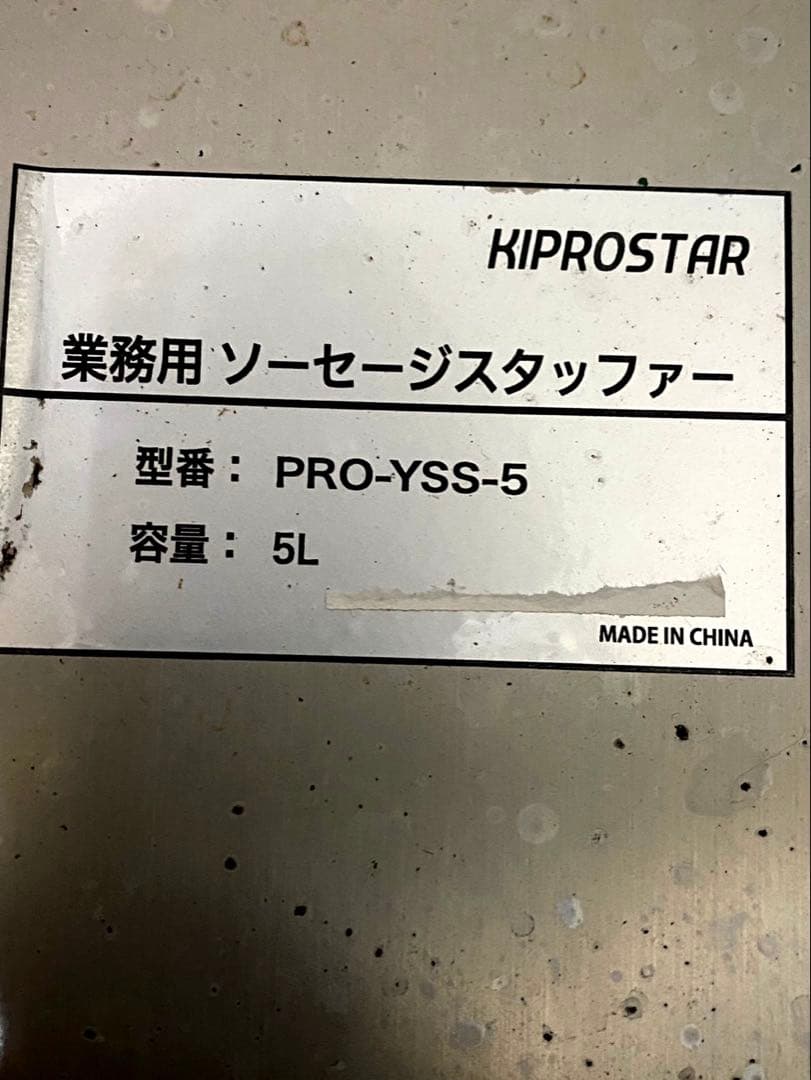 KIPROSTAR
業務用 ソーセージスタッファー
型番： PRO-YSS-5
容量： 5L
MADE IN CHINA